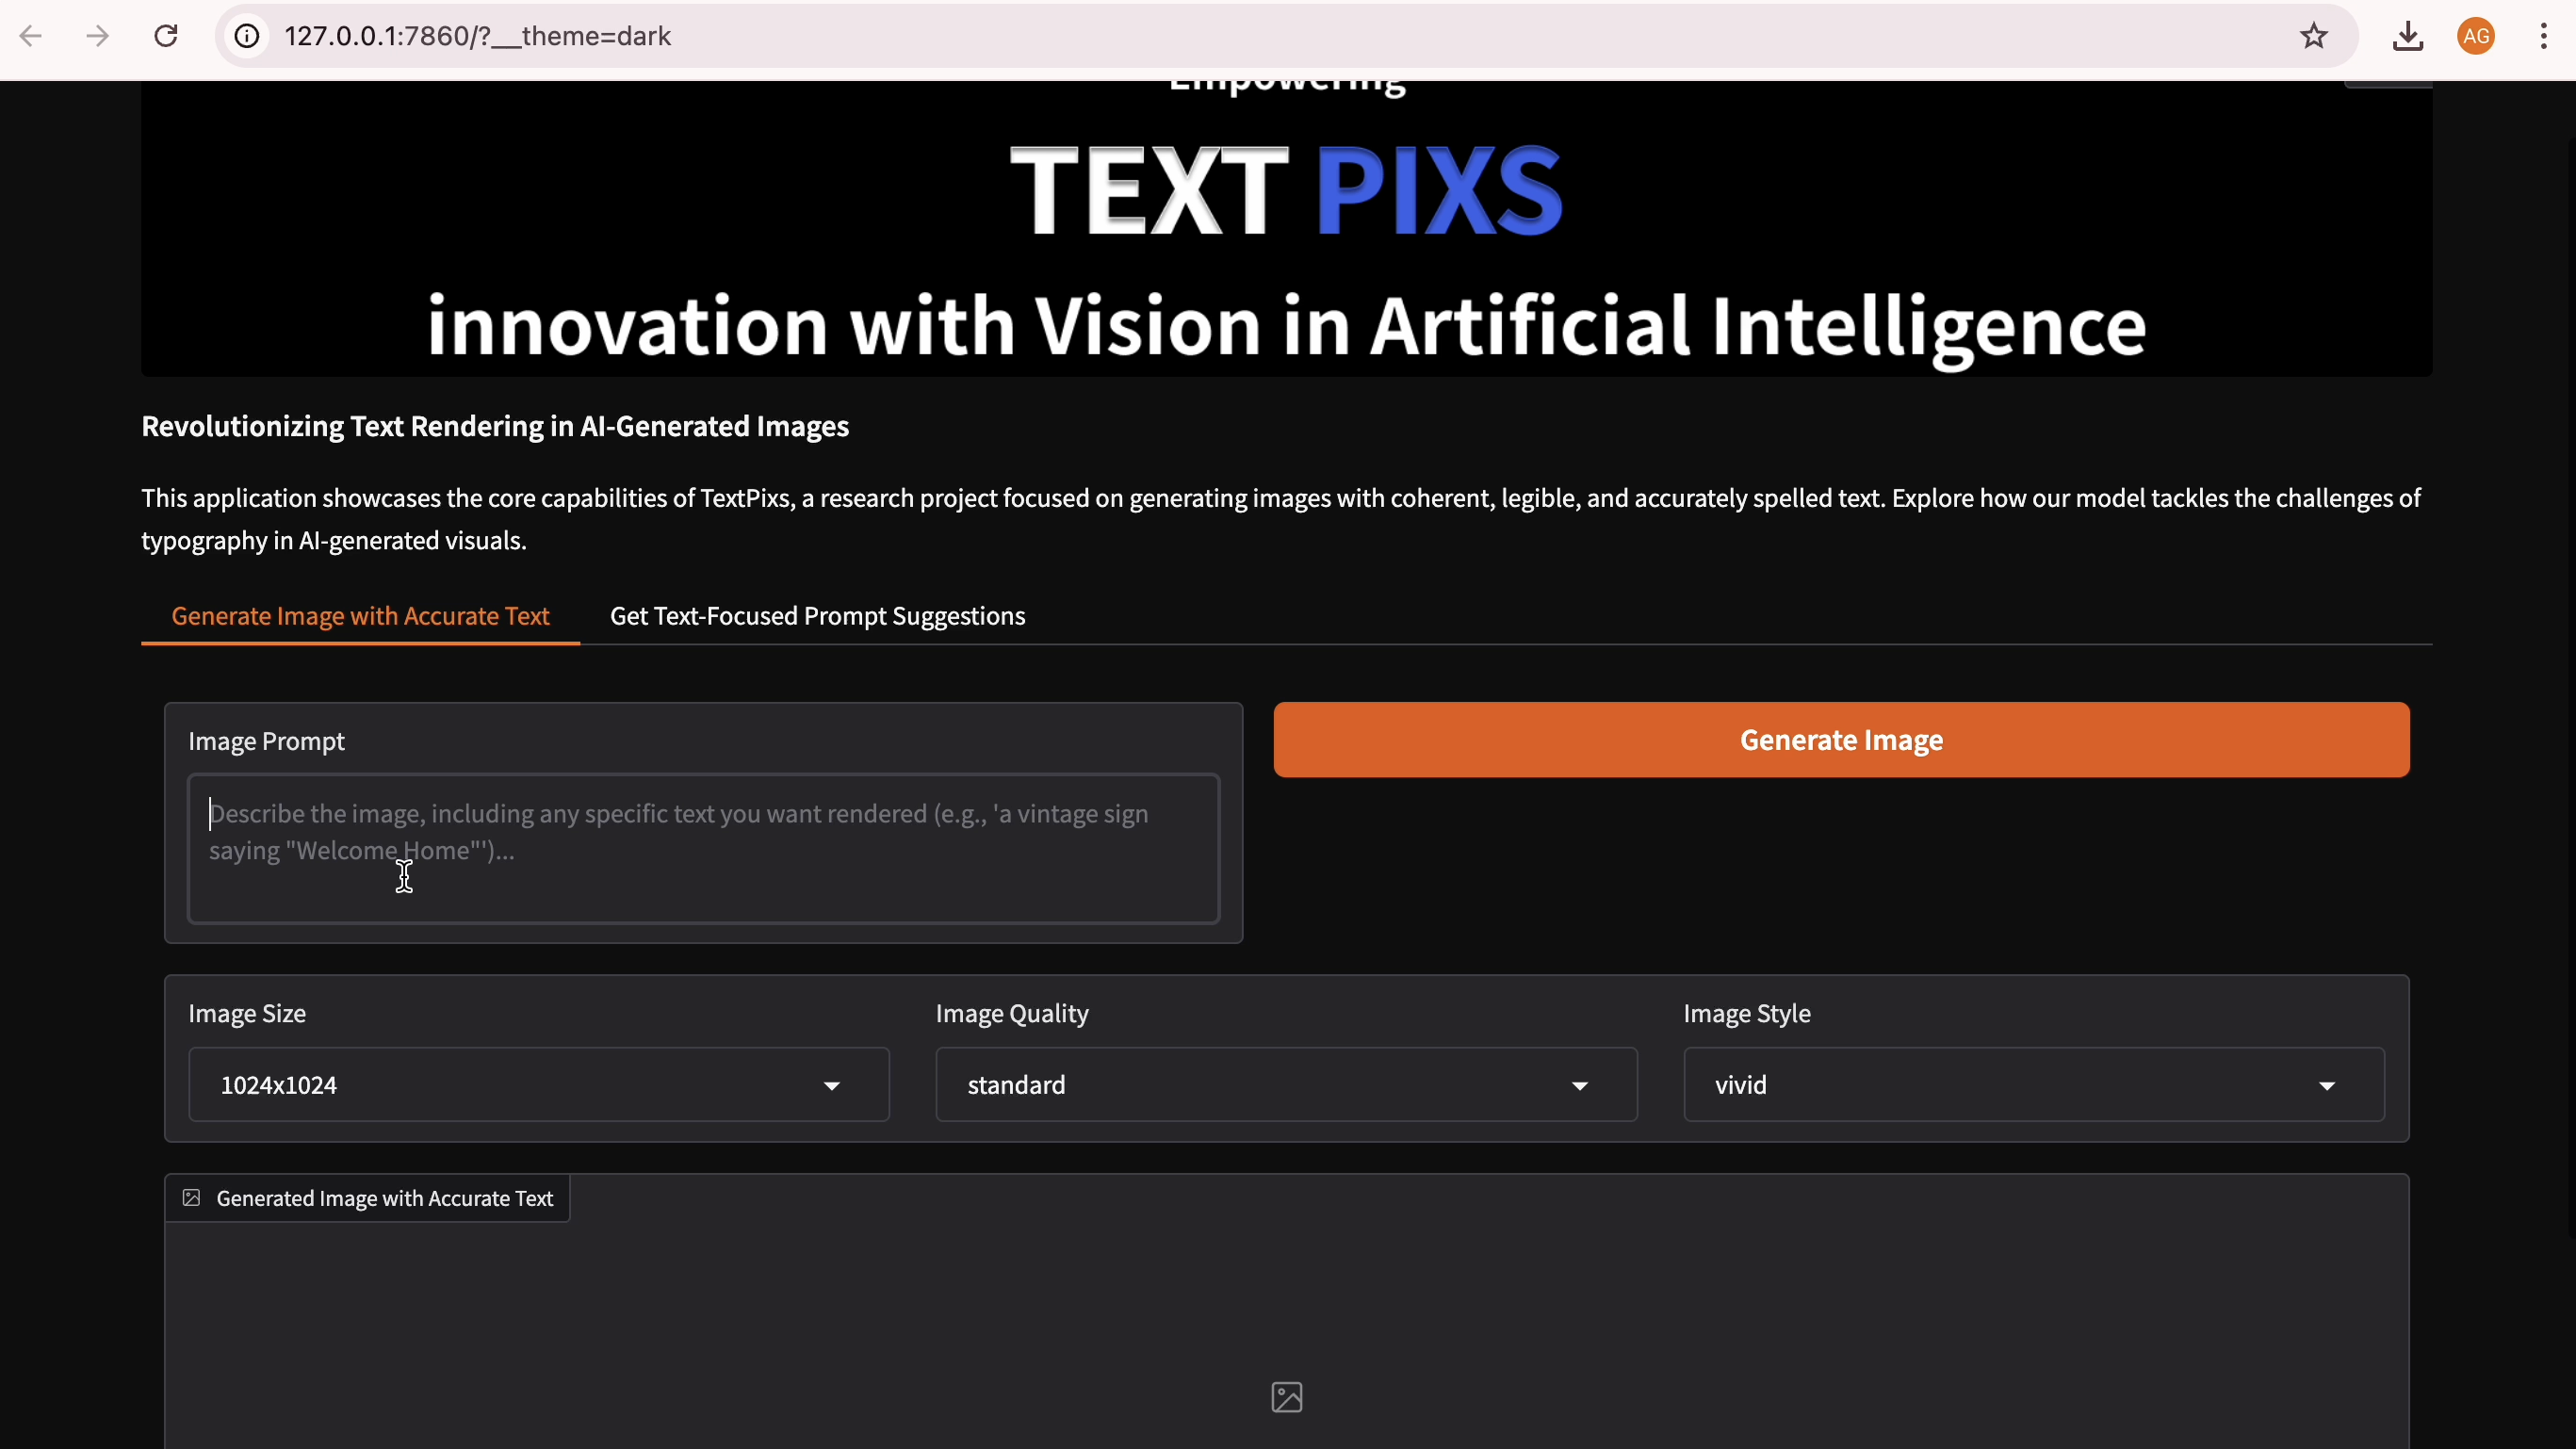 127.0.0.1:7860/?__theme=dark
AG
Empowering
TEXT PIXS
innovation with Vision in Artificial Intelligence
Revolutionizing Text Rendering in AI-Generated Images
This application showcases the core capabilities of TextPixs, a research project focused on generating images with coherent, legible, and accurately spelled text. Explore how our model tackles the challenges of
typography in AI-generated visuals.
Generate Image with Accurate Text
Get Text-Focused Prompt Suggestions
Image Prompt
Generate Image
Describe the image, including any specific text you want rendered (e.g., 'a vintage sign
saying "Welcome Home"')...
Image Size
Image Quality
Image Style
1024x1024
standard
vivid
Generated Image with Accurate Text